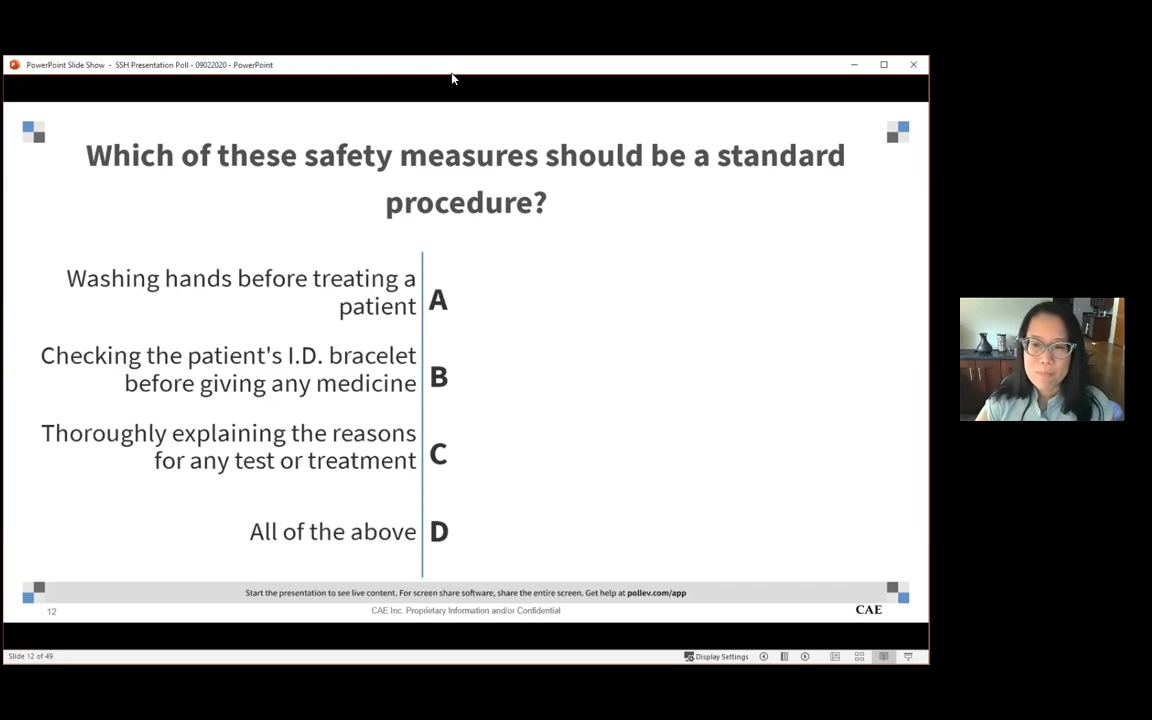 PowerPoint Slide Show - SSH Presentation Poll - 09022020 - PowerPoint
Which of these safety measures should be a standard
procedure?
Washing hands before treating a
patient
A
Checking the patient's I.D. bracelet
before giving any medicine
B
Thoroughly explaining the reasons
for any test or treatment
C
All of the above
D
Start the presentation to see live content. For screen share software, share the entire screen. Get help at pollev.com/app
12
CAE Inc. Proprietary Information and/or Confidential
CAE
Slide 12 of 49
Display Settings